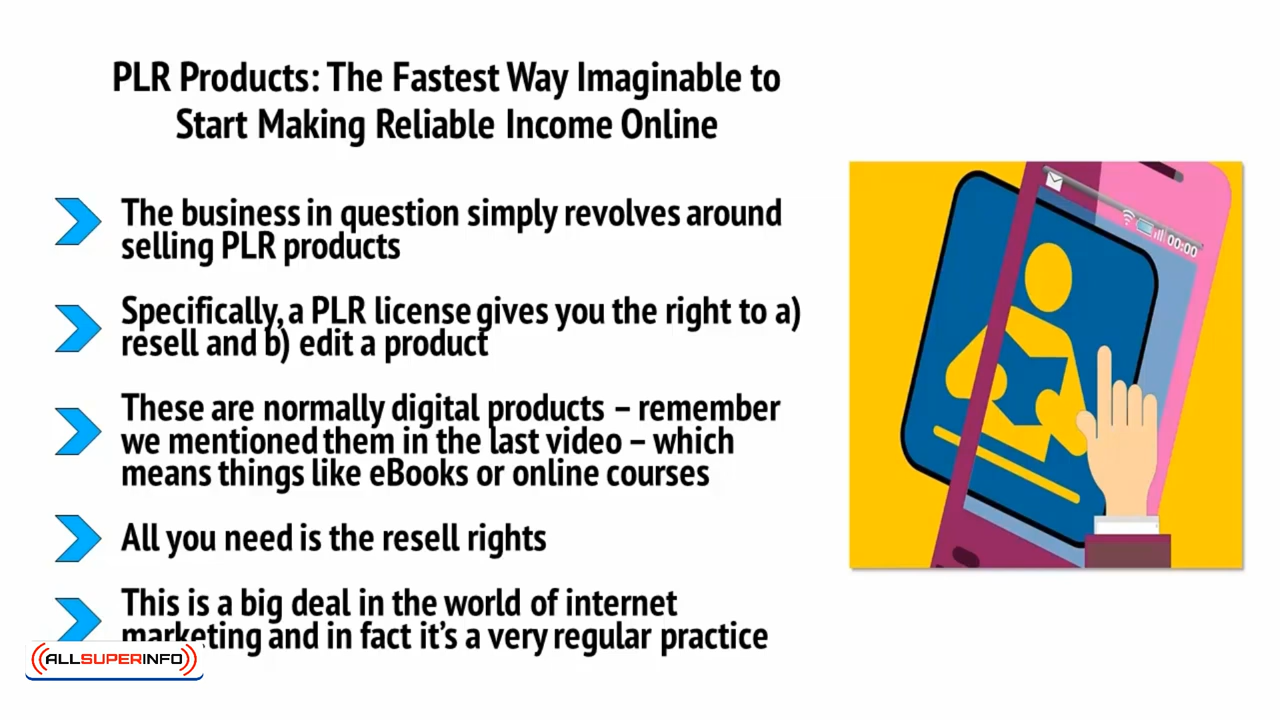 PLR Products: The Fastest Way Imaginable to
Start Making Reliable Income Online
The business in question simply revolves around
selling PLR products
Specifically, a PLR license gives you the right to a)
resell and b) edit a product
These are normally digital products – remember
we mentioned them in the last video – which
means things like eBooks or online courses
All you need is the resell rights
This is a big deal in the world of internet
marketing and in fact it's a very regular practice
00:00
ALLSUPERINFO